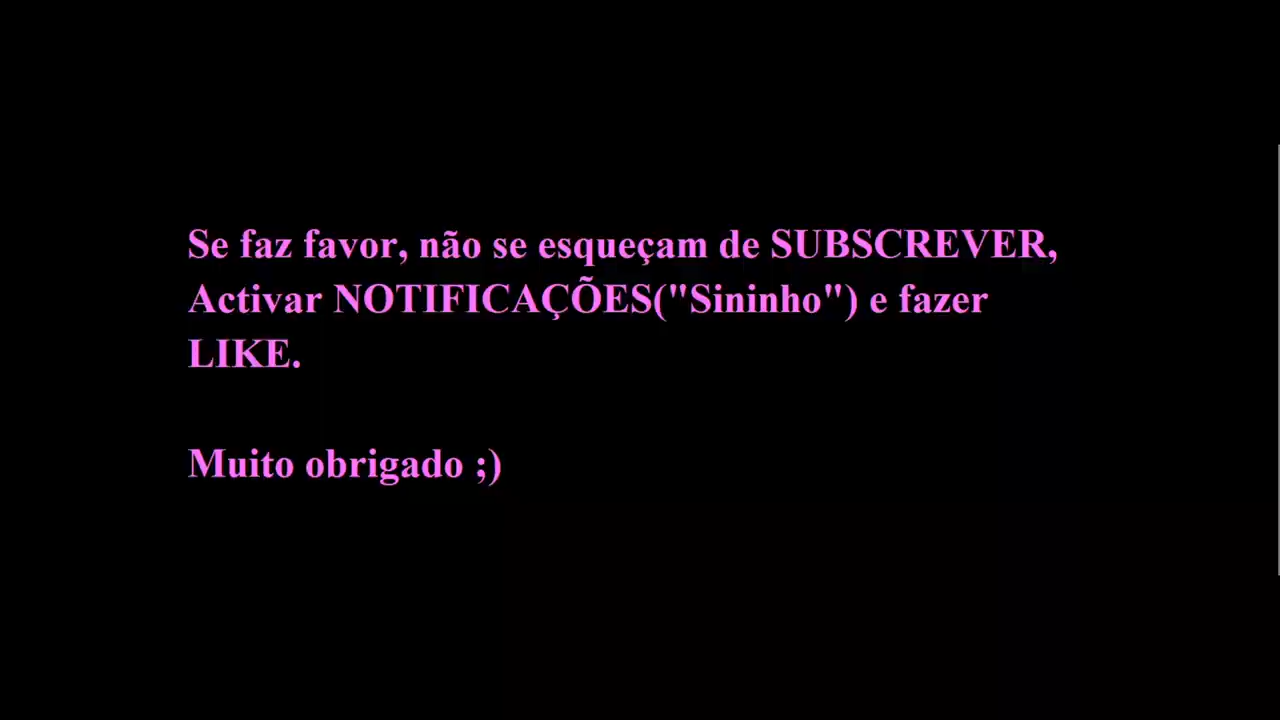 Se faz favor, não se esqueçam de SUBSCREVER,
Activar NOTIFICAÇÕES("Sininho") e fazer
LIKE.
Muito obrigado ;)